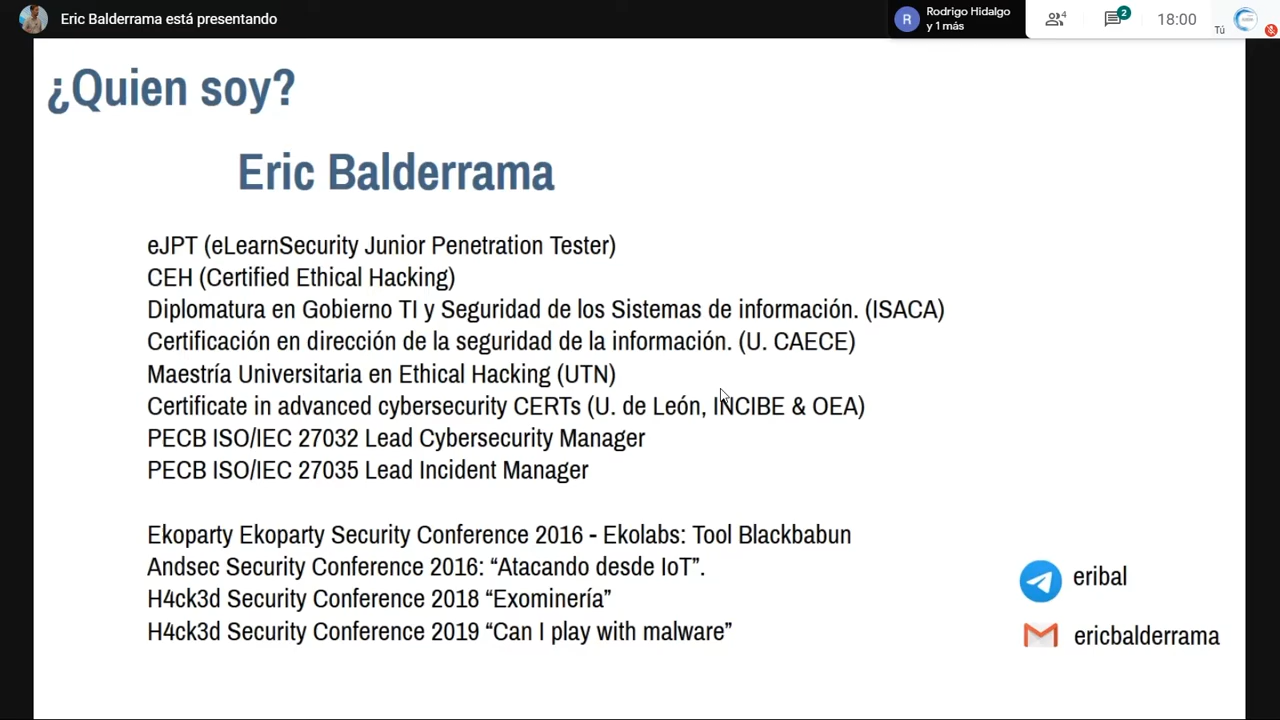 Eric Balderrama está presentando
R
Rodrigo Hidalgo
y 1 más
4
2
18:00
Tú
¿Quien soy?
Eric Balderrama
eJPT (eLearnSecurity Junior Penetration Tester)
CEH (Certified Ethical Hacking)
Diplomatura en Gobierno TI y Seguridad de los Sistemas de información. (ISACA)
Certificación en dirección de la seguridad de la información. (U. CAECE)
Maestría Universitaria en Ethical Hacking (UTN)
Certificate in advanced cybersecurity CERTs (U. de León, INCIBE & OEA)
PECB ISO/IEC 27032 Lead Cybersecurity Manager
PECB ISO/IEC 27035 Lead Incident Manager
Ekoparty Ekoparty Security Conference 2016 - Ekolabs: Tool Blackbabun
Andsec Security Conference 2016: “Atacando desde IoT”.
H4ck3d Security Conference 2018 “Exominería”
H4ck3d Security Conference 2019 “Can I play with malware”
eribal
ericbalderrama